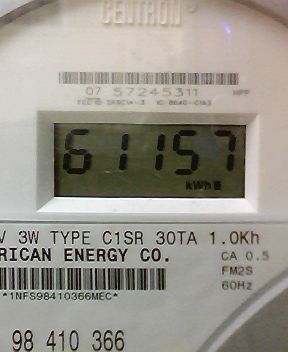 CENTRON
07 57245311
61157
kWh
V 3W TYPE C1SR 30TA 1.0Kh
RICAN ENERGY CO. CA 0.5
FM2S
*1NFS98410366MEC* 60Hz
98 410 366